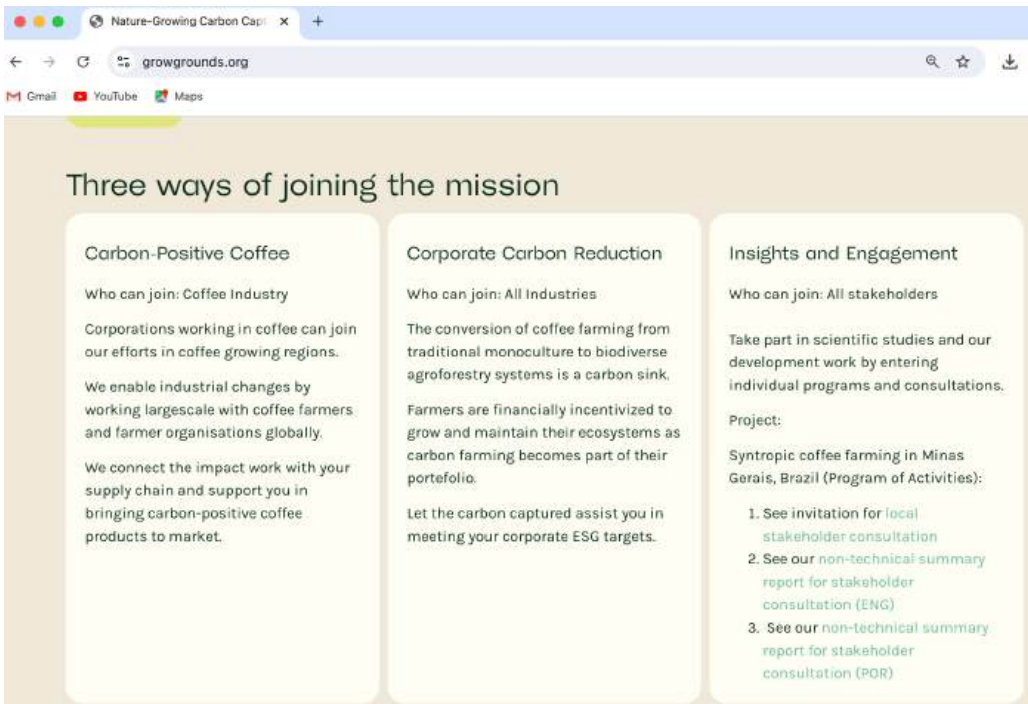 Nature-Growing Carbon Capt
growgrounds.org
Gmail
YouTube
Maps
Three ways of joining the mission
Carbon-Positive Coffee
Who can join: Coffee Industry
Corporations working in coffee can join
our efforts in coffee growing regions.
We enable industrial changes by
working largescale with coffee farmers
and farmer organisations globally.
We connect the impact work with your
supply chain and support you in
bringing carbon-positive coffee
products to market.
Corporate Carbon Reduction
Who can join: All Industries
The conversion of coffee farming from
traditional monoculture to biodiverse
agroforestry systems is a carbon sink.
Farmers are financially incentivized to
grow and maintain their ecosystems as
carbon farming becomes part of their
portefolio.
Let the carbon captured assist you in
meeting your corporate ESG targets.
Insights and Engagement
Who can join: All stakeholders
Take part in scientific studies and our
development work by entering
individual programs and consultations.
Project:
Syntropic coffee farming in Minas
Gerais, Brazil (Program of Activities):
1. See invitation for local
stakeholder consultation
2. See our non-technical summary
report for stakeholder
consultation (ENG)
3. See our non-technical summary
report for stakeholder
consultation (POR)